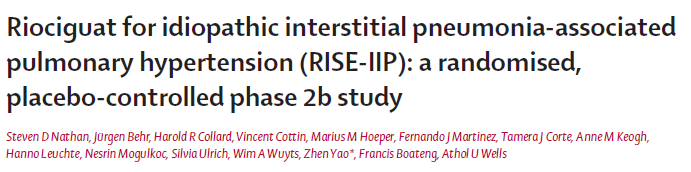 Riociguat for idiopathic interstitial pneumonia-associated
pulmonary hypertension (RISE-IIP): a randomised,
placebo-controlled phase 2b study
Steven D Nathan, Jürgen Behr, Harold R Collard, Vincent Cottin, Marius M Hoeper, Fernando J Martinez, Tamera J Corte, Anne M Keogh,
Hanno Leuchte, Nesrin Mogulkoc, Silvia Ulrich, Wim A Wuyts, Zhen Yao*, Francis Boateng, Athol U Wells